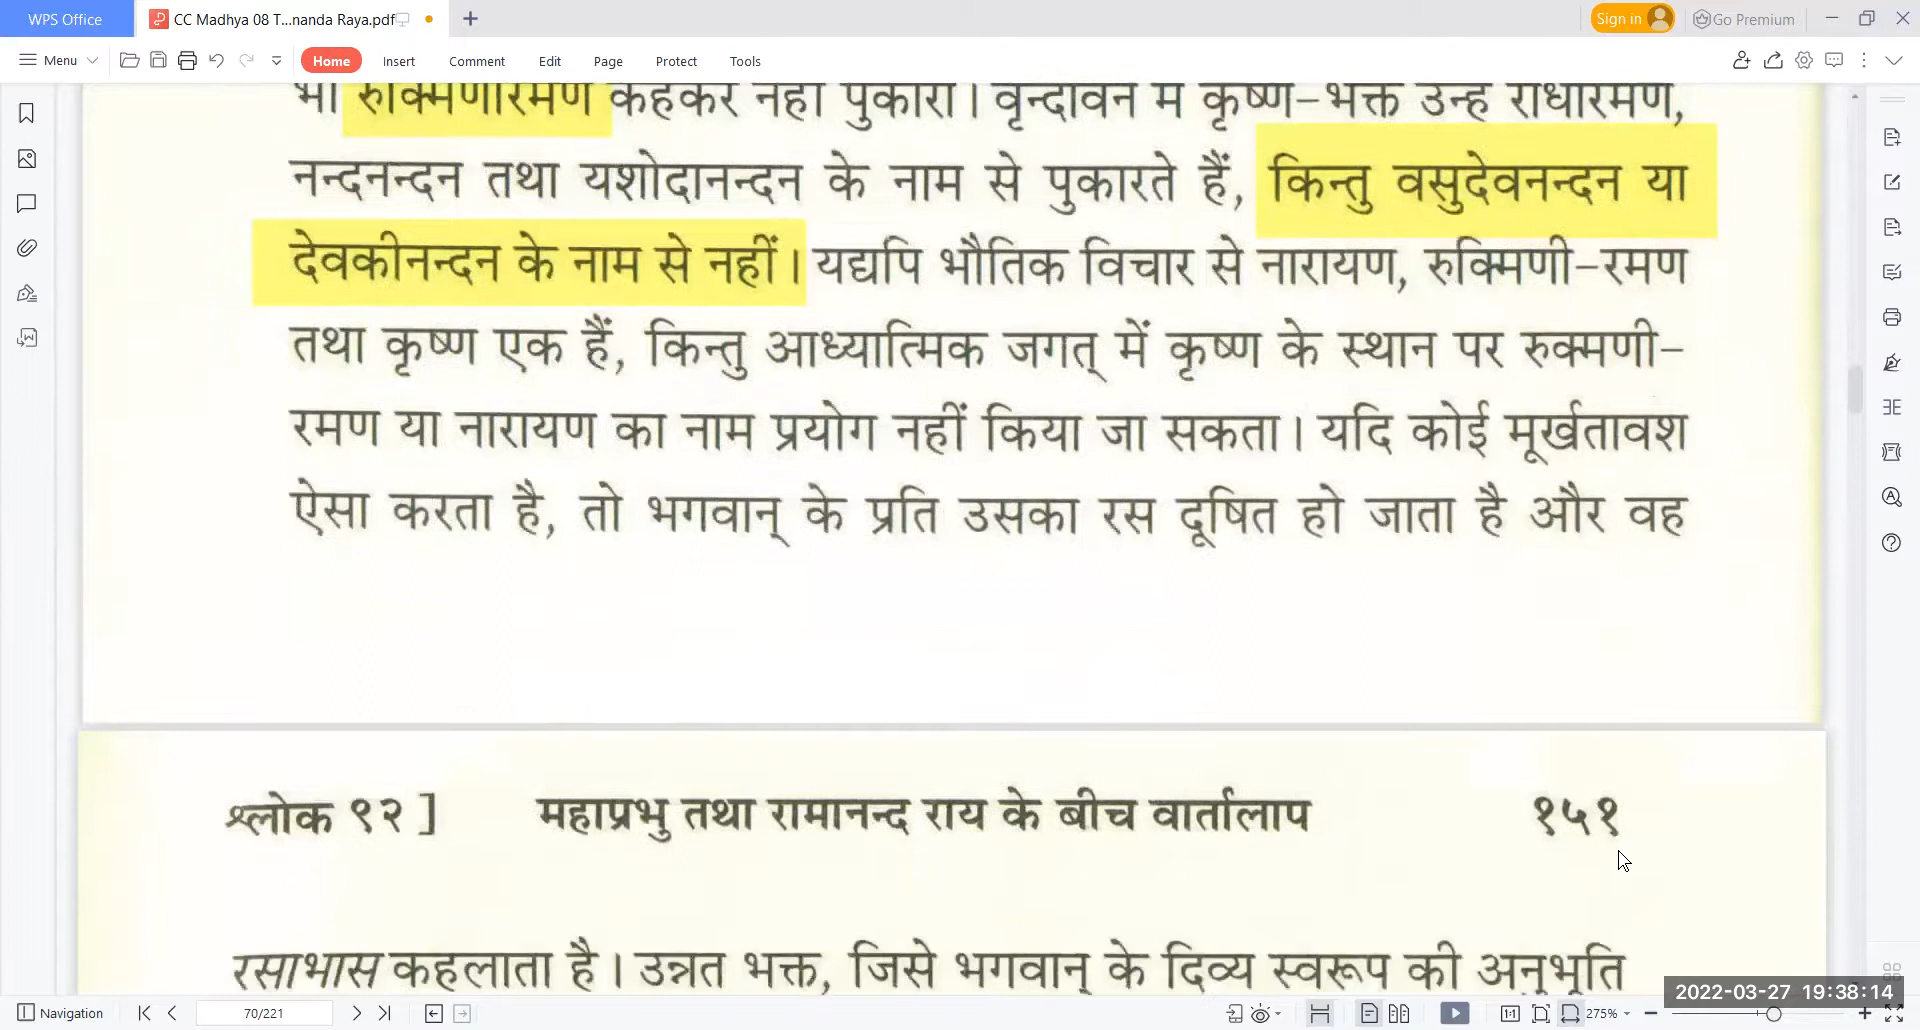 WPS Office
CC Madhya 08 T...nanda Raya.pdf
Sign in
Go Premium
Menu
Home Insert Comment Edit Page Protect Tools
भी रुक्मिणीरमण कहकर नहीं पुकारा। वृन्दावन में कृष्ण-भक्त उन्हें राधारमण,
नन्दनन्दन तथा यशोदानन्दन के नाम से पुकारते हैं, किन्तु वसुदेवनन्दन या
देवकीनन्दन के नाम से नहीं। यद्यपि भौतिक विचार से नारायण, रुक्मिणी-रमण
तथा कृष्ण एक हैं, किन्तु आध्यात्मिक जगत् में कृष्ण के स्थान पर रुक्मणी-
रमण या नारायण का नाम प्रयोग नहीं किया जा सकता। यदि कोई मूर्खतावश
ऐसा करता है, तो भगवान् के प्रति उसका रस दूषित हो जाता है और वह
श्लोक ९२] महाप्रभु तथा रामानन्द राय के बीच वार्तालाप १५१
रसाभास कहलाता है। उन्नत भक्त, जिसे भगवान् के दिव्य स्वरूप की अनुभूति
2022-03-27 19:38:14
Navigation 70/221 1:1 275%